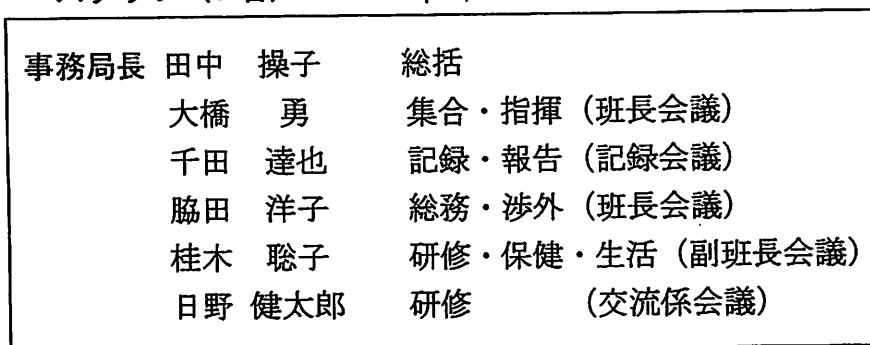 事務局長 田中 操子 総括
大橋 勇 集合・指揮（班長会議）
千田 達也 記録・報告（記録会議）
脇田 洋子 総務・渉外（班長会議）
桂木 聡子 研修・保健・生活（副班長会議）
日野 健太郎 研修 （交流係会議）